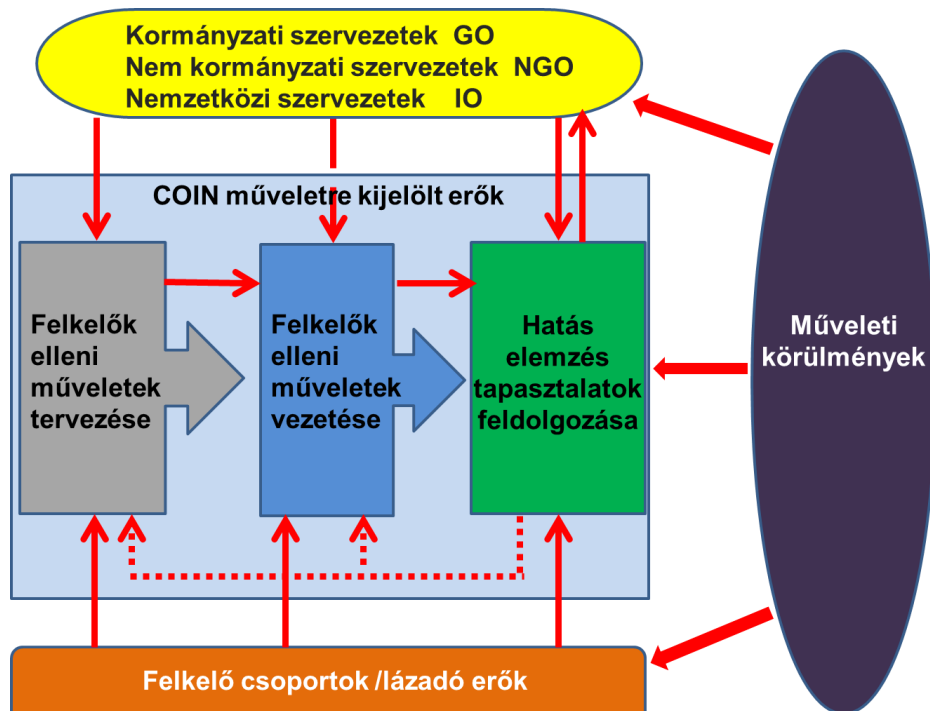 Kormányzati szervezetek GO
Nem kormányzati szervezetek NGO
Nemzetközi szervezetek IO
COIN műveletre kijelölt erők
Felkelők
elleni
műveletek
tervezése
Felkelők
elleni
műveletek
vezetése
Hatás
elemzés
tapasztalatok
feldolgozása
Műveleti
körülmények
Felkelő csoportok /lázadó erők